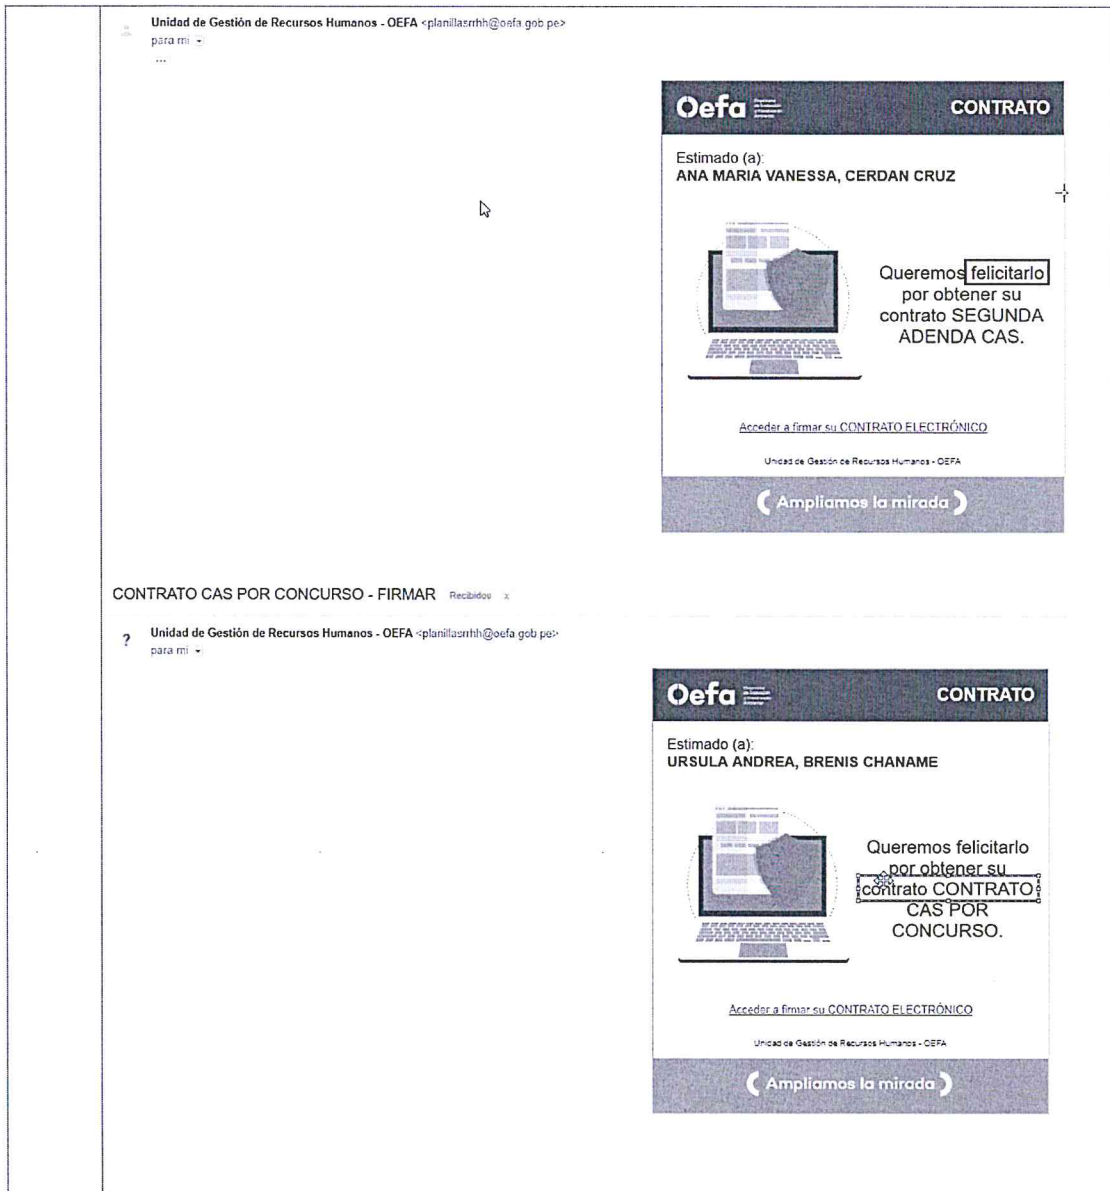 Unidad de Gestión de Recursos Humanos - OEFA <planillasrrhh@oefa.gob.pe>
para mi
...
Oefa
CONTRATO
Estimado (a):
ANA MARIA VANESSA, CERDAN CRUZ
Queremos felicitarlo
por obtener su
contrato SEGUNDA
ADENDA CAS.
Acceder a firmar su CONTRATO ELECTRÓNICO
Unidad de Gestión de Recursos Humanos - OEFA
Ampliamos la mirada
CONTRATO CAS POR CONCURSO - FIRMAR Recibidos x
? Unidad de Gestión de Recursos Humanos - OEFA <planillasrrhh@oefa.gob.pe>
para mi
Oefa
CONTRATO
Estimado (a):
URSULA ANDREA, BRENIS CHANAME
Queremos felicitarlo
por obtener su
contrato CONTRATO
CAS POR
CONCURSO.
Acceder a firmar su CONTRATO ELECTRÓNICO
Unidad de Gestión de Recursos Humanos - OEFA
Ampliamos la mirada